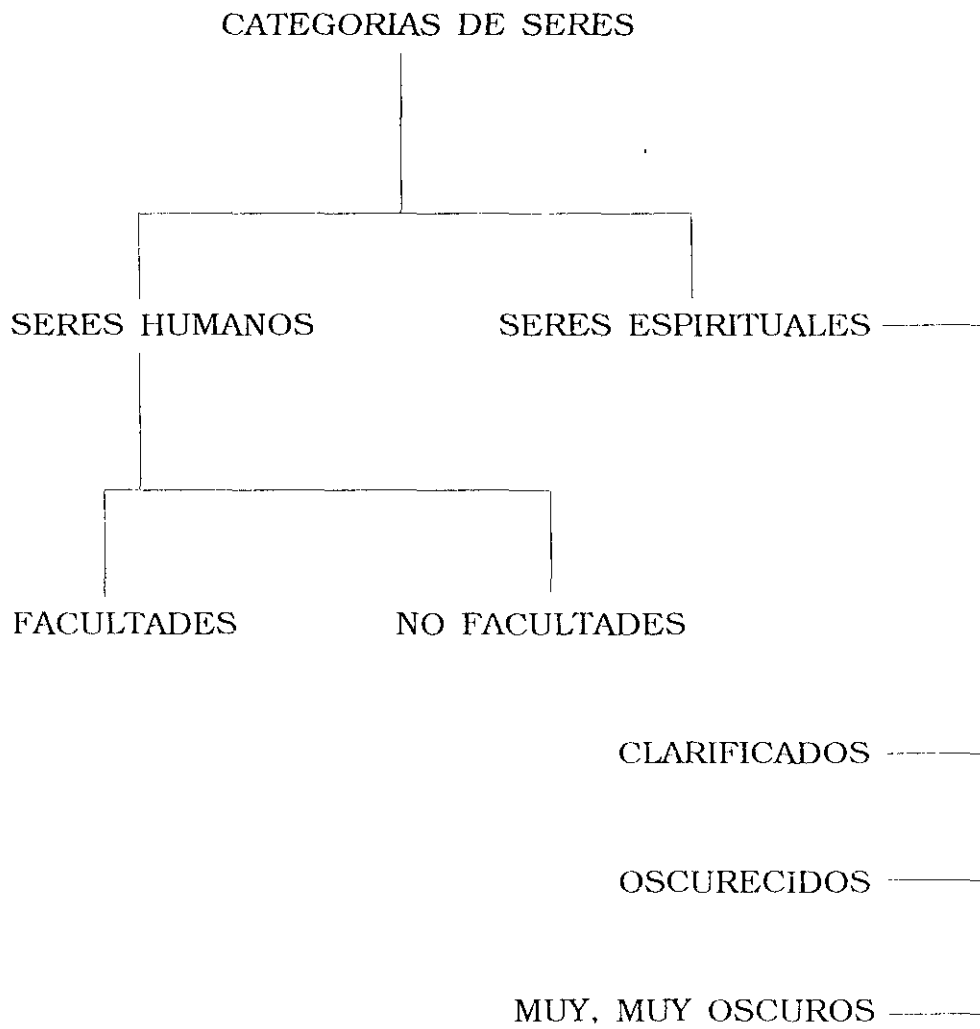 CATEGORIAS DE SERES
SERES HUMANOS SERES ESPIRITUALES
FACULTADES NO FACULTADES
CLARIFICADOS
OSCURECIDOS
MUY, MUY OSCUROS